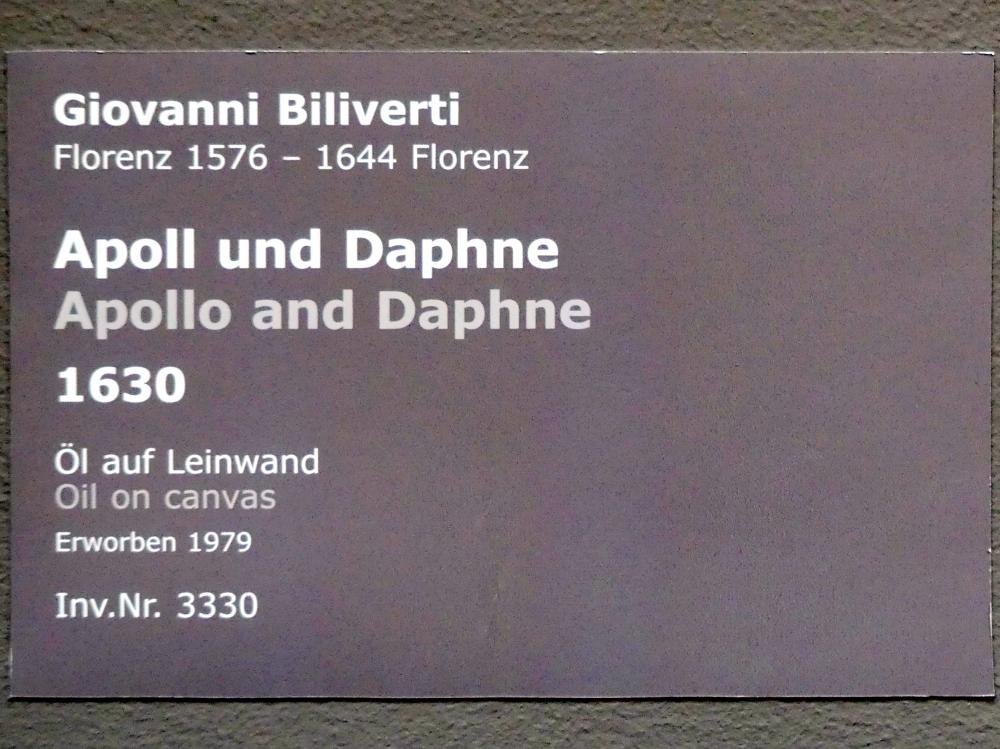 Giovanni Biliverti
Florenz 1576 – 1644 Florenz
Apoll und Daphne
Apollo and Daphne
1630
Öl auf Leinwand
Oil on canvas
Erworben 1979
Inv.Nr. 3330